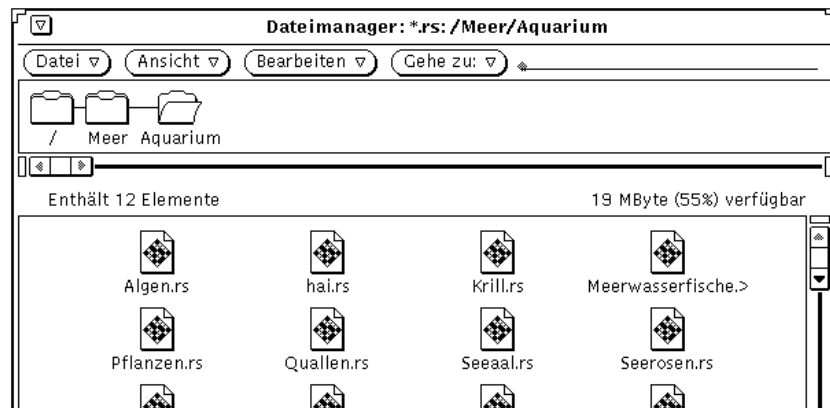 Dateimanager: *.rs: /Meer/Aquarium
Datei Ansicht Bearbeiten Gehe zu:
/ Meer Aquarium
Enthält 12 Elemente 19 MByte (55%) verfügbar
Algen.rs hai.rs Krill.rs Meerwasserfische.>
Pflanzen.rs Quallen.rs Seeaal.rs Seerosen.rs